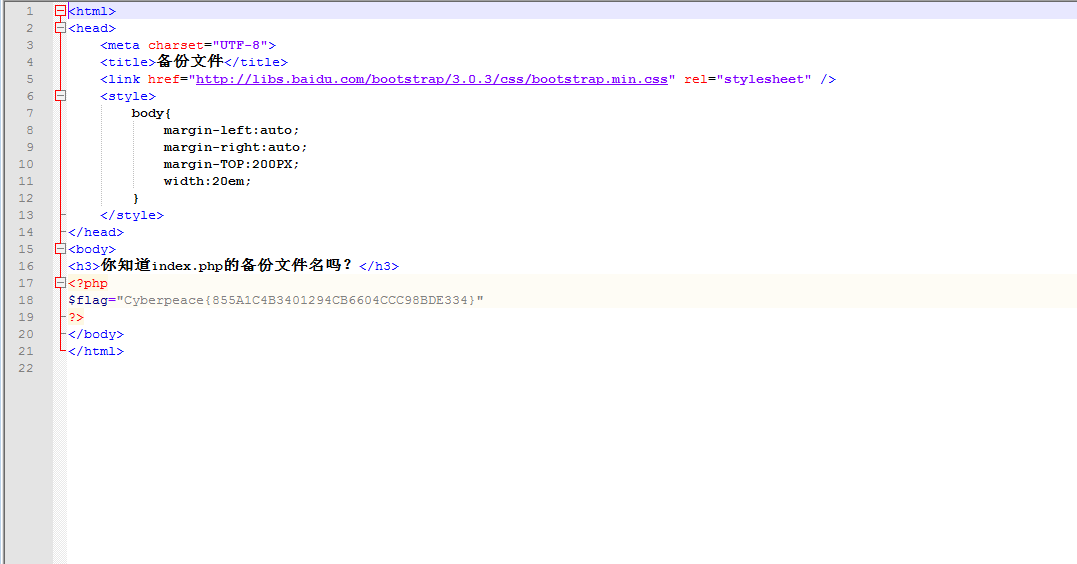 1 <html>
2 <head>
3 <meta charset="UTF-8">
4 <title>备份文件</title>
5 <link href="http://libs.baidu.com/bootstrap/3.0.3/css/bootstrap.min.css" rel="stylesheet" />
6 <style>
7 body{
8 margin-left:auto;
9 margin-right:auto;
10 margin-TOP:200PX;
11 width:20em;
12 }
13 </style>
14 </head>
15 <body>
16 <h3>你知道index.php的备份文件名吗？</h3>
17 <?php
18 $flag="Cyberpeace{855A1C4B3401294CB6604CCC98BDE334}"
19 ?>
20 </body>
21 </html>
22